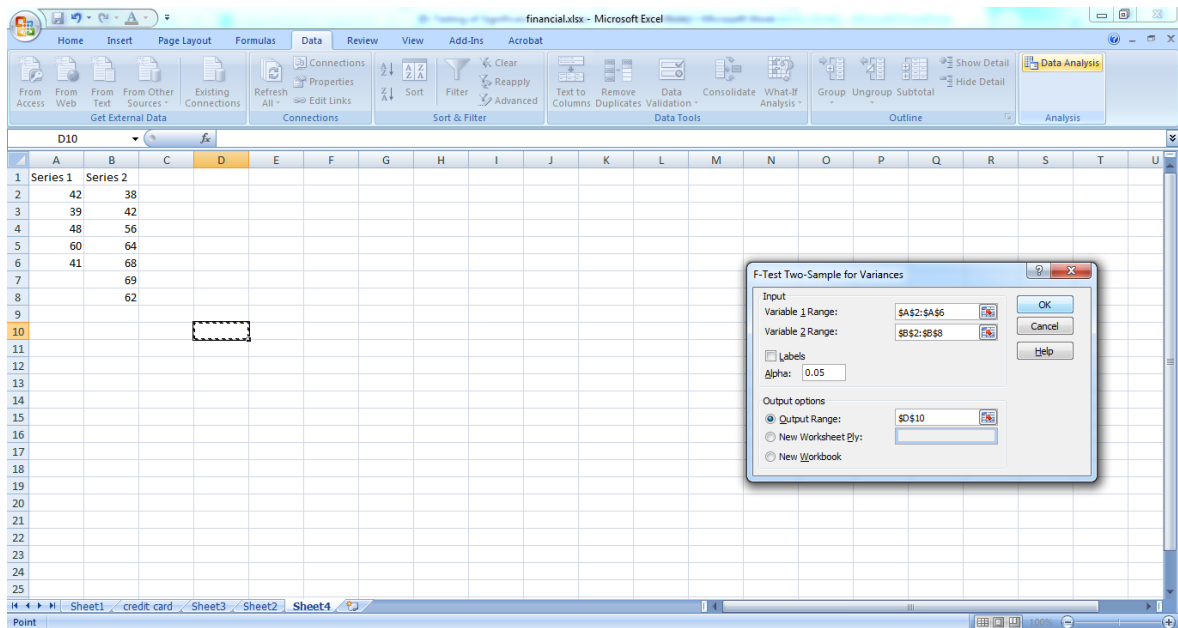 financial.xlsx - Microsoft Excel
Home Insert Page Layout Formulas Data Review View Add-Ins Acrobat
From Access
From Web
From Text
From Other Sources
Existing Connections
Get External Data
Refresh All
Connections
Properties
Edit Links
Connections
Sort
Filter
Clear
Reapply
Advanced
Sort & Filter
Text to Columns
Remove Duplicates
Data Validation
Consolidate
What-If Analysis
Data Tools
Group
Ungroup
Subtotal
Show Detail
Hide Detail
Outline
Data Analysis
Analysis
D10 fx
A B C D E F G H I J K L M N O P Q R S T U
1 Series 1 Series 2
2 42 38
3 39 42
4 48 56
5 60 64
6 41 68
7 69
8 62
9
10
11
12
13
14
15
16
17
18
19
20
21
22
23
24
25
F-Test Two-Sample for Variances
Input
Variable 1 Range: $A$2:$A$6
Variable 2 Range: $B$2:$B$8
Labels
Alpha: 0.05
Output options
Output Range: $D$10
New Worksheet Ply:
New Workbook
OK
Cancel
Help
Sheet1 credit card Sheet3 Sheet2 Sheet4
Point 100%